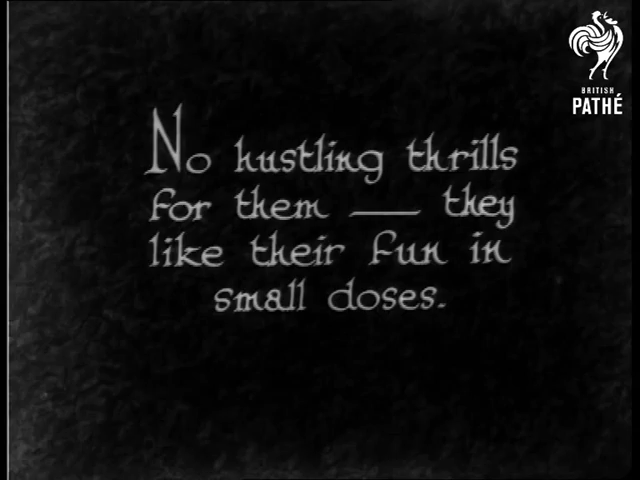 BRITISH
PATHÉ
No hustling thrills
for them — they
like their fun in
small doses.